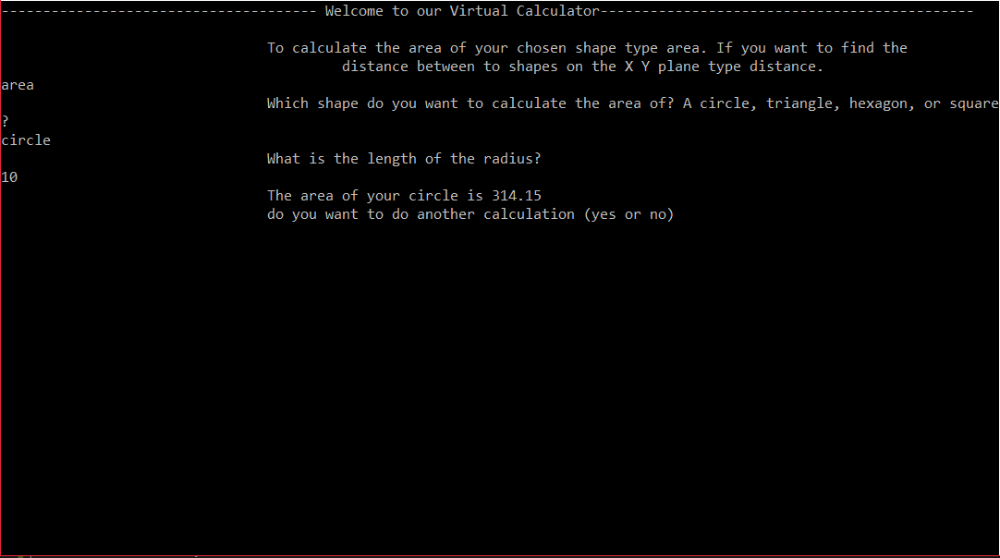 -------------------------------------- Welcome to our Virtual Calculator---------------------------------------------
To calculate the area of your chosen shape type area. If you want to find the
distance between to shapes on the X Y plane type distance.
area
Which shape do you want to calculate the area of? A circle, triangle, hexagon, or square
?
circle
What is the length of the radius?
10
The area of your circle is 314.15
do you want to do another calculation (yes or no)